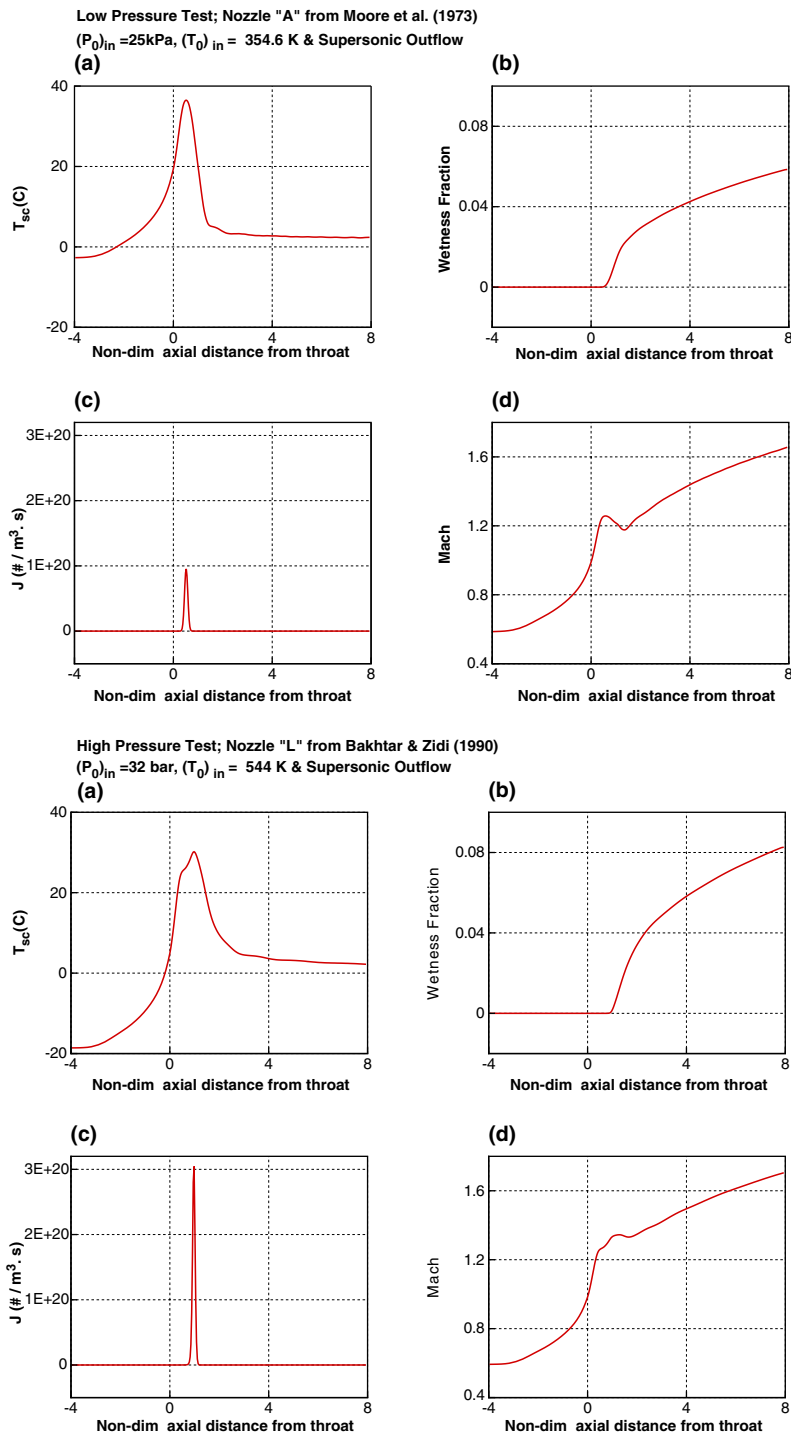 Low Pressure Test; Nozzle "A" from Moore et al. (1973)
(P0)in =25kPa, (T0) in = 354.6 K & Supersonic Outflow
(a)
40
20
0
-20
Tsc(C)
-4
0
4
8
Non-dim axial distance from throat
(b)
0.08
0.04
0
Wetness Fraction
-4
0
4
8
Non-dim axial distance from throat
(c)
3E+20
2E+20
1E+20
0
J (# / m3. s)
-4
0
4
8
Non-dim axial distance from throat
(d)
1.6
1.2
0.8
0.4
Mach
-4
0
4
8
Non-dim axial distance from throat
High Pressure Test; Nozzle "L" from Bakhtar & Zidi (1990)
(P0)in =32 bar, (T0) in = 544 K & Supersonic Outflow
(a)
40
20
0
-20
Tsc(C)
-4
0
4
8
Non-dim axial distance from throat
(b)
0.08
0.04
0
Wetness Fraction
-4
0
4
8
Non-dim axial distance from throat
(c)
3E+20
2E+20
1E+20
0
J (# / m3. s)
-4
0
4
8
Non-dim axial distance from throat
(d)
1.6
1.2
0.8
0.4
Mach
-4
0
4
8
Non-dim axial distance from throat